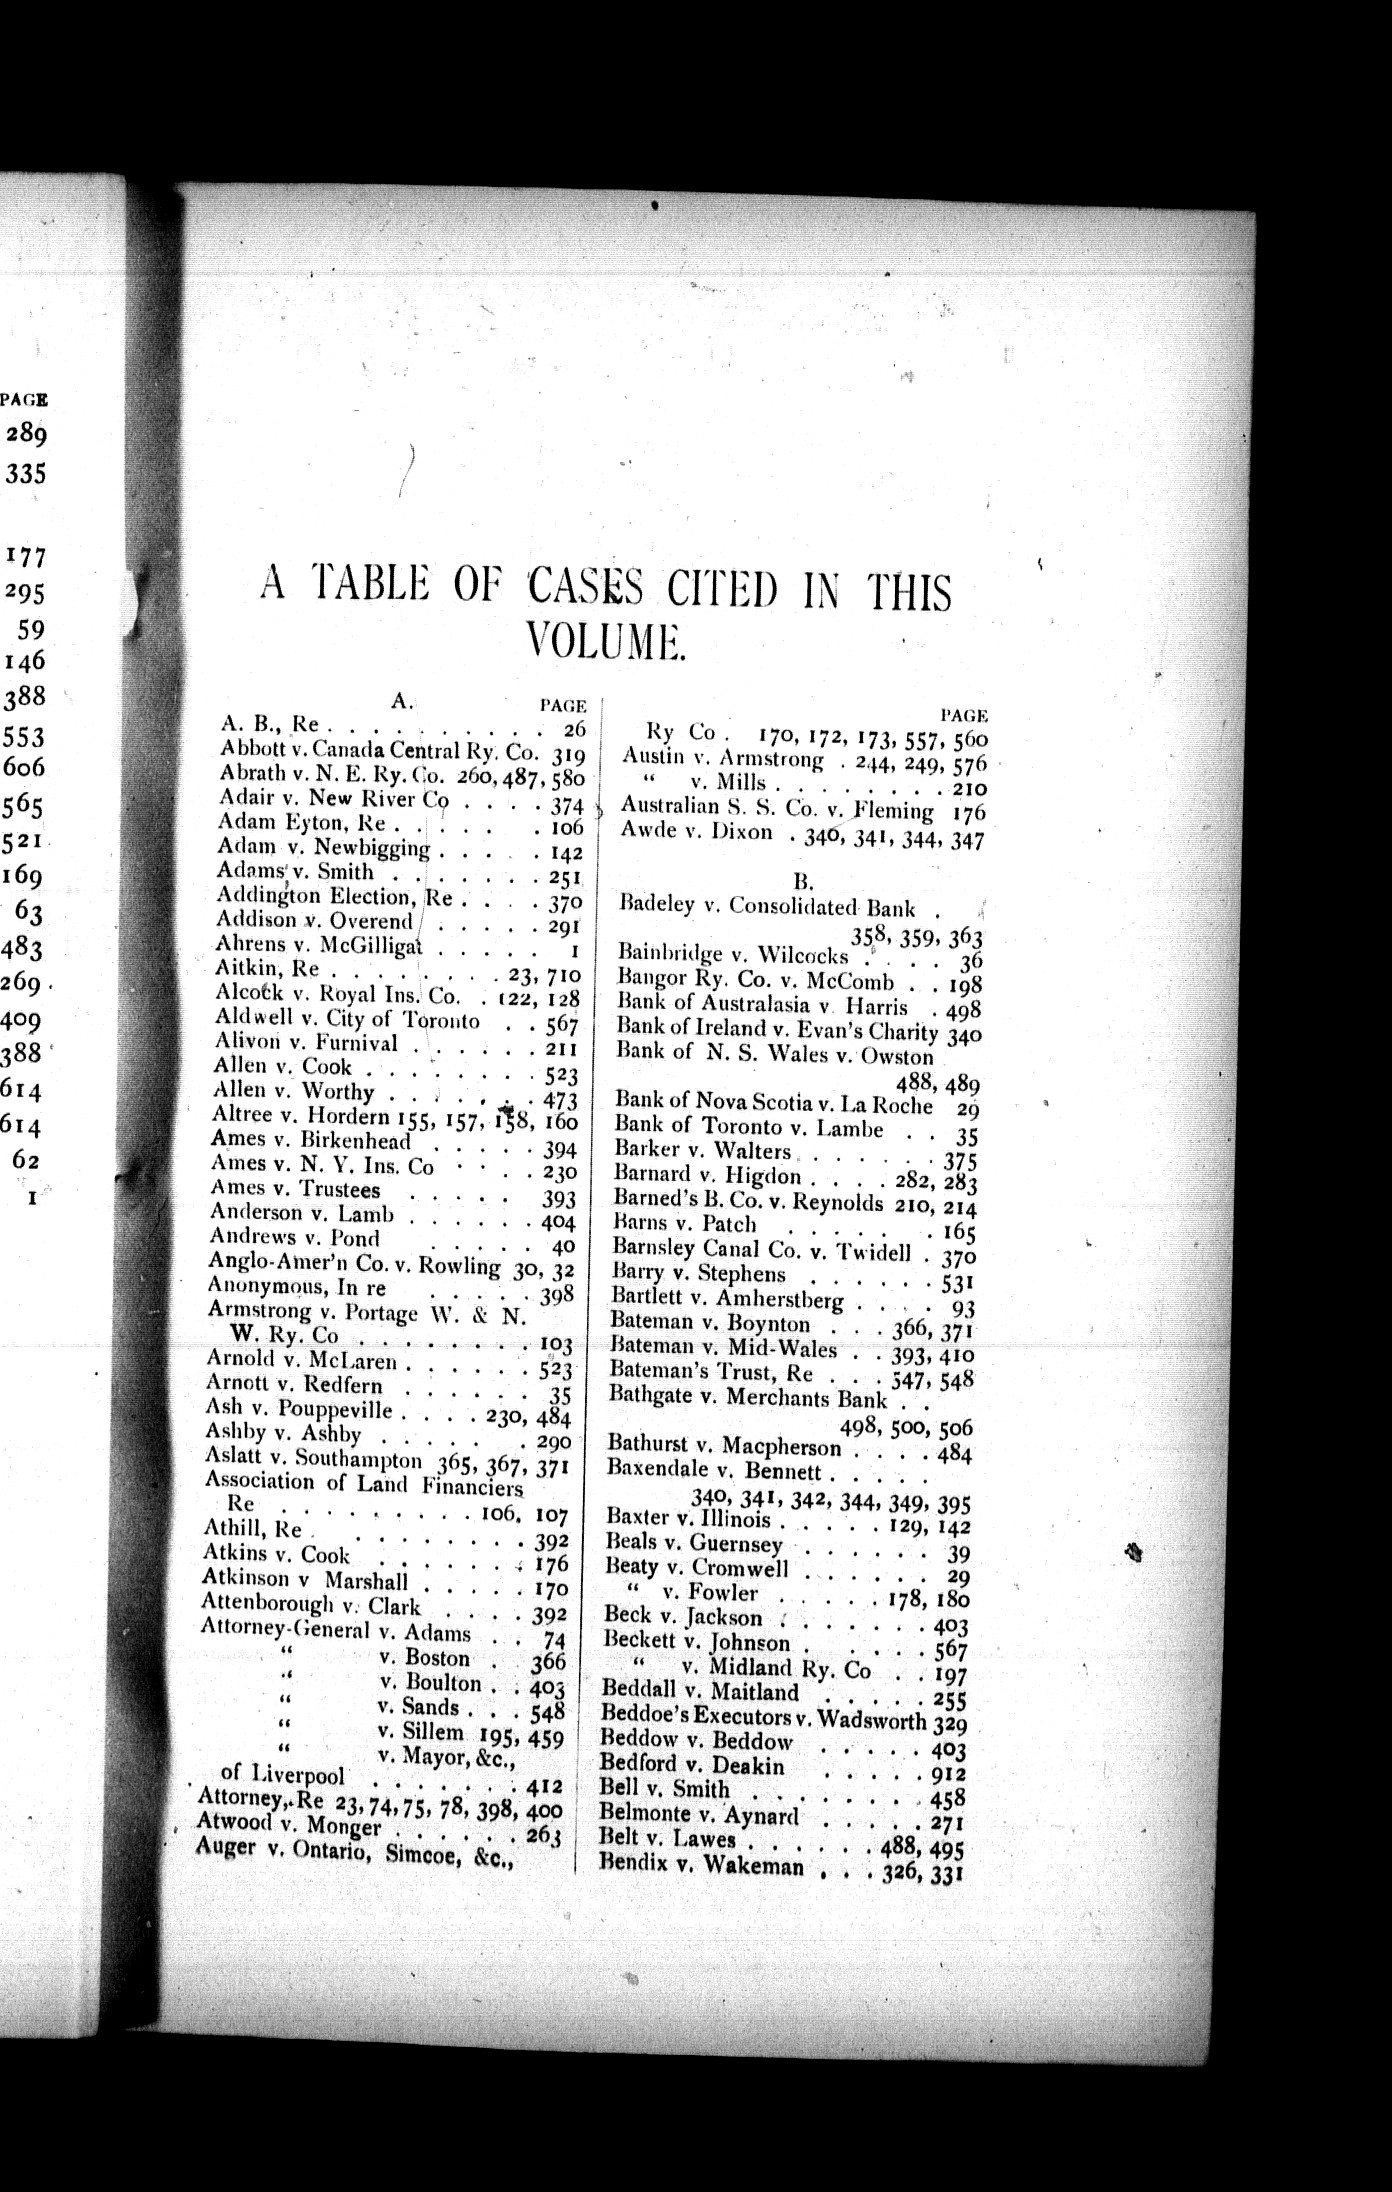 PAGE
289
335
177
295
59
146
388
553
606
565
521
169
63
483
269
409
388
614
614
62
1
A TABLE OF CASES CITED IN THIS
VOLUME.
A. PAGE
A. B., Re . . . . . . . . . . 26
Abbott v. Canada Central Ry. Co. 319
Abrath v. N. E. Ry. Co. 260, 487, 580
Adair v. New River Co . . . . 374
Adam Eyton, Re . . . . . . 106
Adam v. Newbigging . . . . . 142
Adams v. Smith . . . . . . . 251
Addington Election, Re . . . . 370
Addison v. Overend . . . . . 291
Ahrens v. McGilligat . . . . . 1
Aitkin, Re . . . . . . . . 23, 710
Alcock v. Royal Ins. Co. . 122, 128
Aldwell v. City of Toronto . . 567
Alivon v. Furnival . . . . . . 211
Allen v. Cook . . . . . . . . 523
Allen v. Worthy . . . . . . . 473
Altree v. Hordern 155, 157, 158, 160
Ames v. Birkenhead . . . . . 394
Ames v. N. Y. Ins. Co . . . . 230
Ames v. Trustees . . . . . 393
Anderson v. Lamb . . . . . . 404
Andrews v. Pond . . . . . 40
Anglo-Amer'n Co. v. Rowling 30, 32
Anonymous, In re . . . . . 398
Armstrong v. Portage W. & N.
W. Ry. Co . . . . . . . . 103
Arnold v. McLaren . . . . . . 523
Arnott v. Redfern . . . . . . 35
Ash v. Pouppeville . . . . 230, 484
Ashby v. Ashby . . . . . . 290
Aslatt v. Southampton 365, 367, 371
Association of Land Financiers
Re . . . . . . . . . 106, 107
Athill, Re . . . . . . . . . 392
Atkins v. Cook . . . . . . . 176
Atkinson v Marshall . . . . . 170
Attenborough v. Clark . . . . 392
Attorney-General v. Adams . . 74
“ v. Boston . 366
“ v. Boulton . . 403
“ v. Sands . . . 548
“ v. Sillem 195, 459
“ v. Mayor, &c.,
of Liverpool . . . . . . . 412
Attorney, Re 23, 74, 75, 78, 398, 400
Atwood v. Monger . . . . . . 263
Auger v. Ontario, Simcoe, &c.,
PAGE
Ry Co . 170, 172, 173, 557, 560
Austin v. Armstrong . 244, 249, 576
“ v. Mills . . . . . . . . 210
Australian S. S. Co. v. Fleming 176
Awde v. Dixon . 340, 341, 344, 347
B.
Badeley v. Consolidated Bank .
358, 359, 363
Bainbridge v. Wilcocks . . . . 36
Bangor Ry. Co. v. McComb . . 198
Bank of Australasia v Harris . 498
Bank of Ireland v. Evan's Charity 340
Bank of N. S. Wales v. Owston
488, 489
Bank of Nova Scotia v. La Roche 29
Bank of Toronto v. Lambe . . 35
Barker v. Walters . . . . . . 375
Barnard v. Higdon . . . . 282, 283
Barned's B. Co. v. Reynolds 210, 214
Barns v. Patch . . . . . . 165
Barnsley Canal Co. v. Twidell . 370
Barry v. Stephens . . . . . . 531
Bartlett v. Amherstberg . . . . 93
Bateman v. Boynton . . . 366, 371
Bateman v. Mid-Wales . . 393, 410
Bateman's Trust, Re . . . 547, 548
Bathgate v. Merchants Bank . .
498, 500, 506
Bathurst v. Macpherson . . . . 484
Baxendale v. Bennett . . . . .
340, 341, 342, 344, 349, 395
Baxter v. Illinois . . . . . 129, 142
Beals v. Guernsey . . . . . . 39
Beaty v. Cromwell . . . . . . 29
“ v. Fowler . . . . . 178, 180
Beck v. Jackson . . . . . . . 403
Beckett v. Johnson . . . . . 567
“ v. Midland Ry. Co . . 197
Beddall v. Maitland . . . . . 255
Beddoe's Executors v. Wadsworth 329
Beddow v. Beddow . . . . . 403
Bedford v. Deakin . . . . . 912
Bell v. Smith . . . . . . . . 458
Belmonte v. Aynard . . . . . 271
Belt v. Lawes . . . . . . 488, 495
Bendix v. Wakeman . . . 326, 331